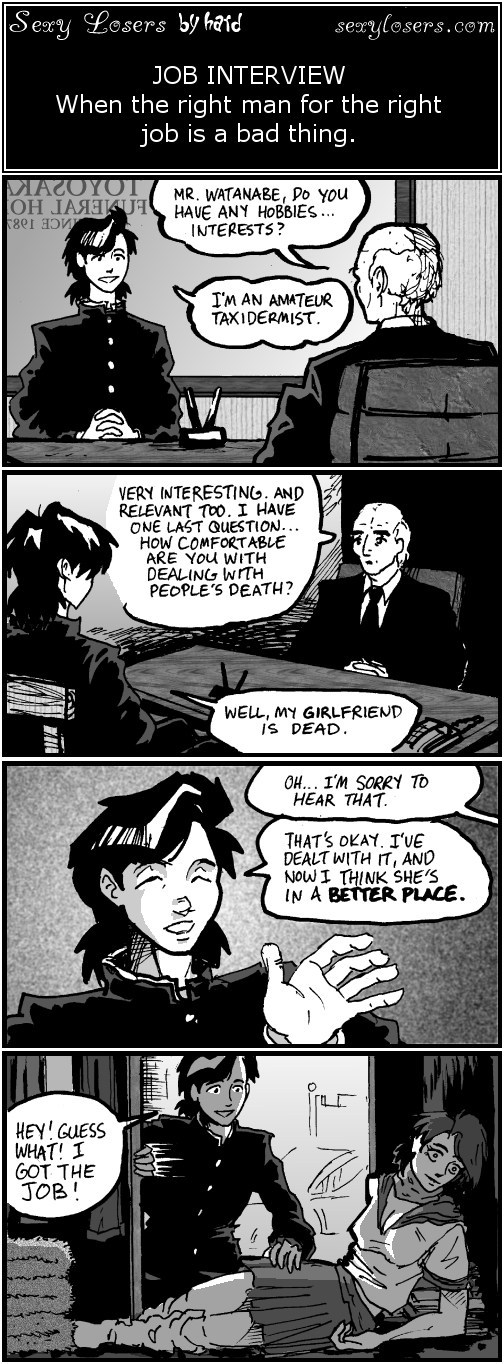 Sexy Losers by hard
sexylosers.com
JOB INTERVIEW
When the right man for the right
job is a bad thing.
TOYOSAKA
FUNERAL HO
SINCE 1987
MR. WATANABE, DO YOU
HAVE ANY HOBBIES...
INTERESTS?
I'M AN AMATEUR
TAXIDERMIST.
VERY INTERESTING. AND
RELEVANT TOO. I HAVE
ONE LAST QUESTION...
HOW COMFORTABLE
ARE YOU WITH
DEALING WITH
PEOPLE'S DEATH?
WELL, MY GIRLFRIEND
IS DEAD.
OH... I'M SORRY TO
HEAR THAT.
THAT'S OKAY. I'VE
DEALT WITH IT, AND
NOW I THINK SHE'S
IN A BETTER PLACE.
HEY! GUESS
WHAT! I
GOT THE
JOB!